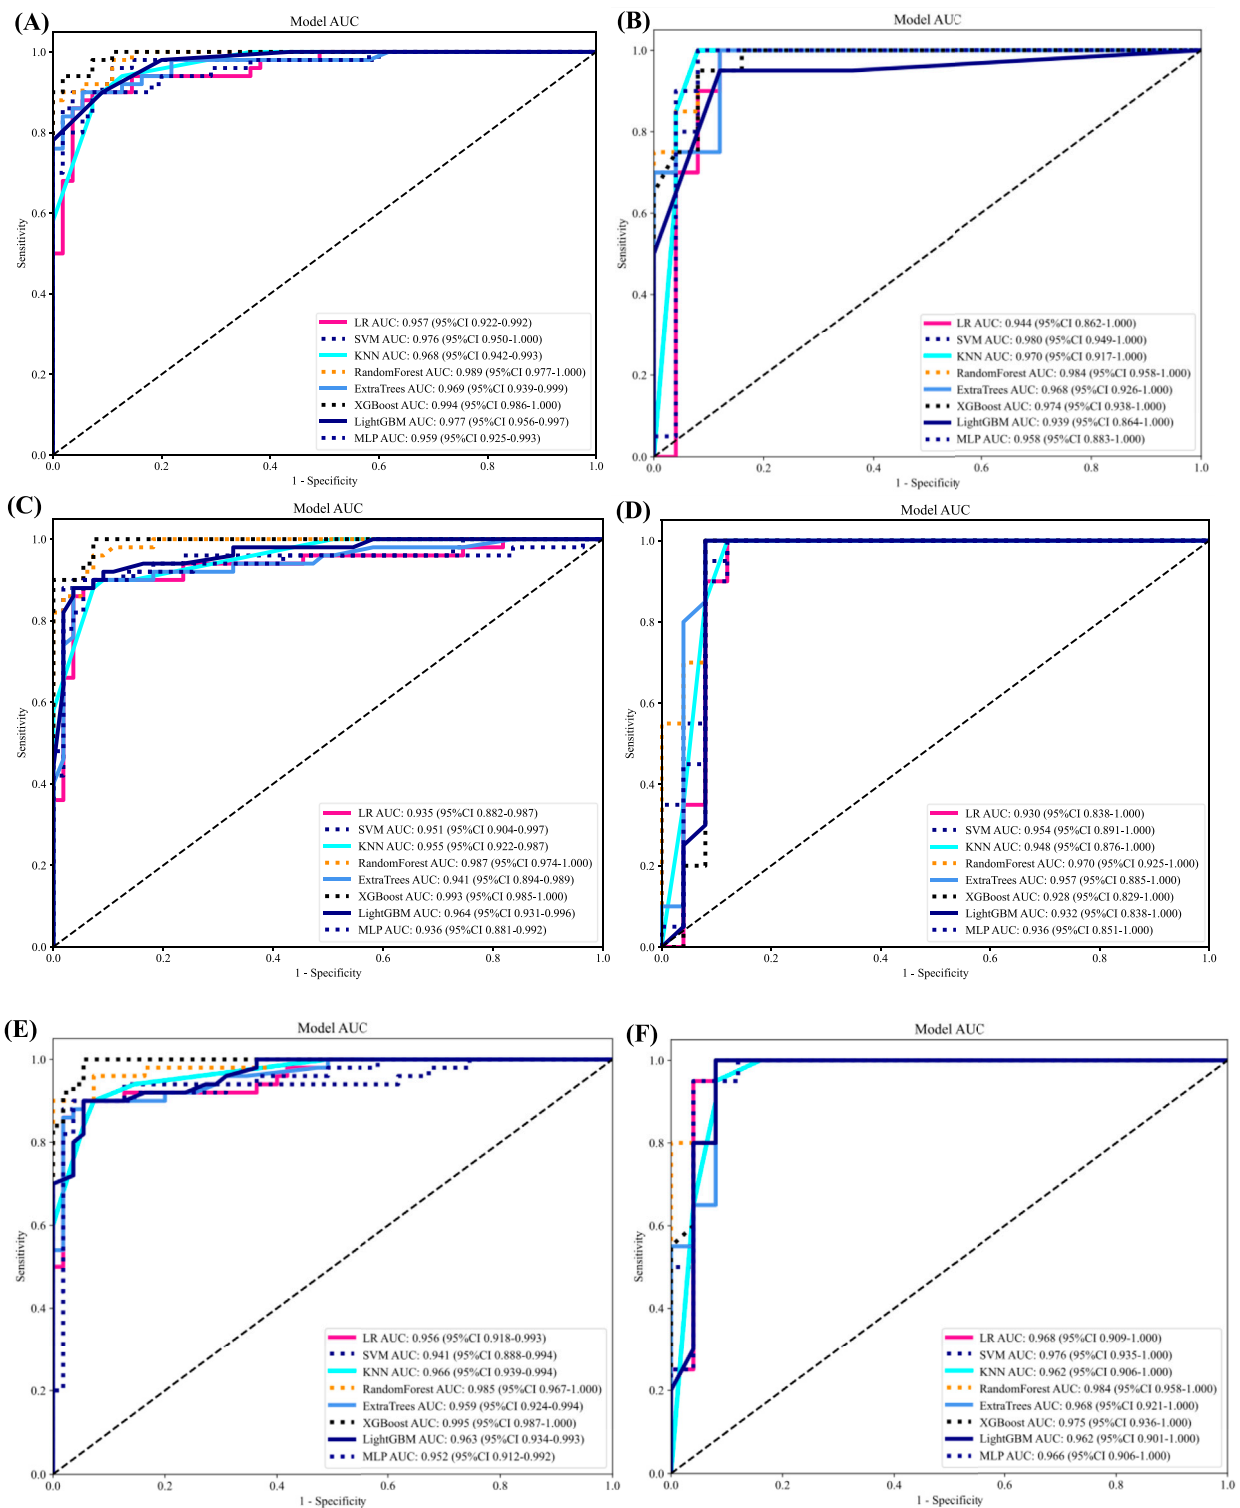 (A)
Model AUC
1.0
0.8
0.6
0.4
0.2
0.0
Sensitivity
LR AUC: 0.957 (95%CI 0.922-0.992)
SVM AUC: 0.976 (95%CI 0.950-1.000)
KNN AUC: 0.968 (95%CI 0.942-0.993)
RandomForest AUC: 0.989 (95%CI 0.977-1.000)
ExtraTrees AUC: 0.969 (95%CI 0.939-0.999)
XGBoost AUC: 0.994 (95%CI 0.986-1.000)
LightGBM AUC: 0.977 (95%CI 0.956-0.997)
MLP AUC: 0.959 (95%CI 0.925-0.993)
0.0 0.2 0.4 0.6 0.8 1.0
1 - Specificity
(B)
Model AUC
1.0
0.8
0.6
0.4
0.2
0.0
Sensitivity
LR AUC: 0.944 (95%CI 0.862-1.000)
SVM AUC: 0.980 (95%CI 0.949-1.000)
KNN AUC: 0.970 (95%CI 0.917-1.000)
RandomForest AUC: 0.984 (95%CI 0.958-1.000)
ExtraTrees AUC: 0.968 (95%CI 0.926-1.000)
XGBoost AUC: 0.974 (95%CI 0.938-1.000)
LightGBM AUC: 0.939 (95%CI 0.864-1.000)
MLP AUC: 0.958 (95%CI 0.883-1.000)
0.0 0.2 0.4 0.6 0.8 1.0
1 - Specificity
(C)
Model AUC
1.0
0.8
0.6
0.4
0.2
0.0
Sensitivity
LR AUC: 0.935 (95%CI 0.882-0.987)
SVM AUC: 0.951 (95%CI 0.904-0.997)
KNN AUC: 0.955 (95%CI 0.922-0.987)
RandomForest AUC: 0.987 (95%CI 0.974-1.000)
ExtraTrees AUC: 0.941 (95%CI 0.894-0.989)
XGBoost AUC: 0.993 (95%CI 0.985-1.000)
LightGBM AUC: 0.964 (95%CI 0.931-0.996)
MLP AUC: 0.936 (95%CI 0.881-0.992)
0.0 0.2 0.4 0.6 0.8 1.0
1 - Specificity
(D)
Model AUC
1.0
0.8
0.6
0.4
0.2
0.0
Sensitivity
LR AUC: 0.930 (95%CI 0.838-1.000)
SVM AUC: 0.954 (95%CI 0.891-1.000)
KNN AUC: 0.948 (95%CI 0.876-1.000)
RandomForest AUC: 0.970 (95%CI 0.925-1.000)
ExtraTrees AUC: 0.957 (95%CI 0.885-1.000)
XGBoost AUC: 0.928 (95%CI 0.829-1.000)
LightGBM AUC: 0.932 (95%CI 0.838-1.000)
MLP AUC: 0.936 (95%CI 0.851-1.000)
0.0 0.2 0.4 0.6 0.8 1.0
1 - Specificity
(E)
Model AUC
1.0
0.8
0.6
0.4
0.2
0.0
Sensitivity
LR AUC: 0.956 (95%CI 0.918-0.993)
SVM AUC: 0.941 (95%CI 0.888-0.994)
KNN AUC: 0.966 (95%CI 0.939-0.994)
RandomForest AUC: 0.985 (95%CI 0.967-1.000)
ExtraTrees AUC: 0.959 (95%CI 0.924-0.994)
XGBoost AUC: 0.995 (95%CI 0.987-1.000)
LightGBM AUC: 0.963 (95%CI 0.934-0.993)
MLP AUC: 0.952 (95%CI 0.912-0.992)
0.0 0.2 0.4 0.6 0.8 1.0
1 - Specificity
(F)
Model AUC
1.0
0.8
0.6
0.4
0.2
0.0
Sensitivity
LR AUC: 0.968 (95%CI 0.909-1.000)
SVM AUC: 0.976 (95%CI 0.935-1.000)
KNN AUC: 0.962 (95%CI 0.906-1.000)
RandomForest AUC: 0.984 (95%CI 0.958-1.000)
ExtraTrees AUC: 0.968 (95%CI 0.921-1.000)
XGBoost AUC: 0.975 (95%CI 0.936-1.000)
LightGBM AUC: 0.962 (95%CI 0.901-1.000)
MLP AUC: 0.966 (95%CI 0.906-1.000)
0.0 0.2 0.4 0.6 0.8 1.0
1 - Specificity